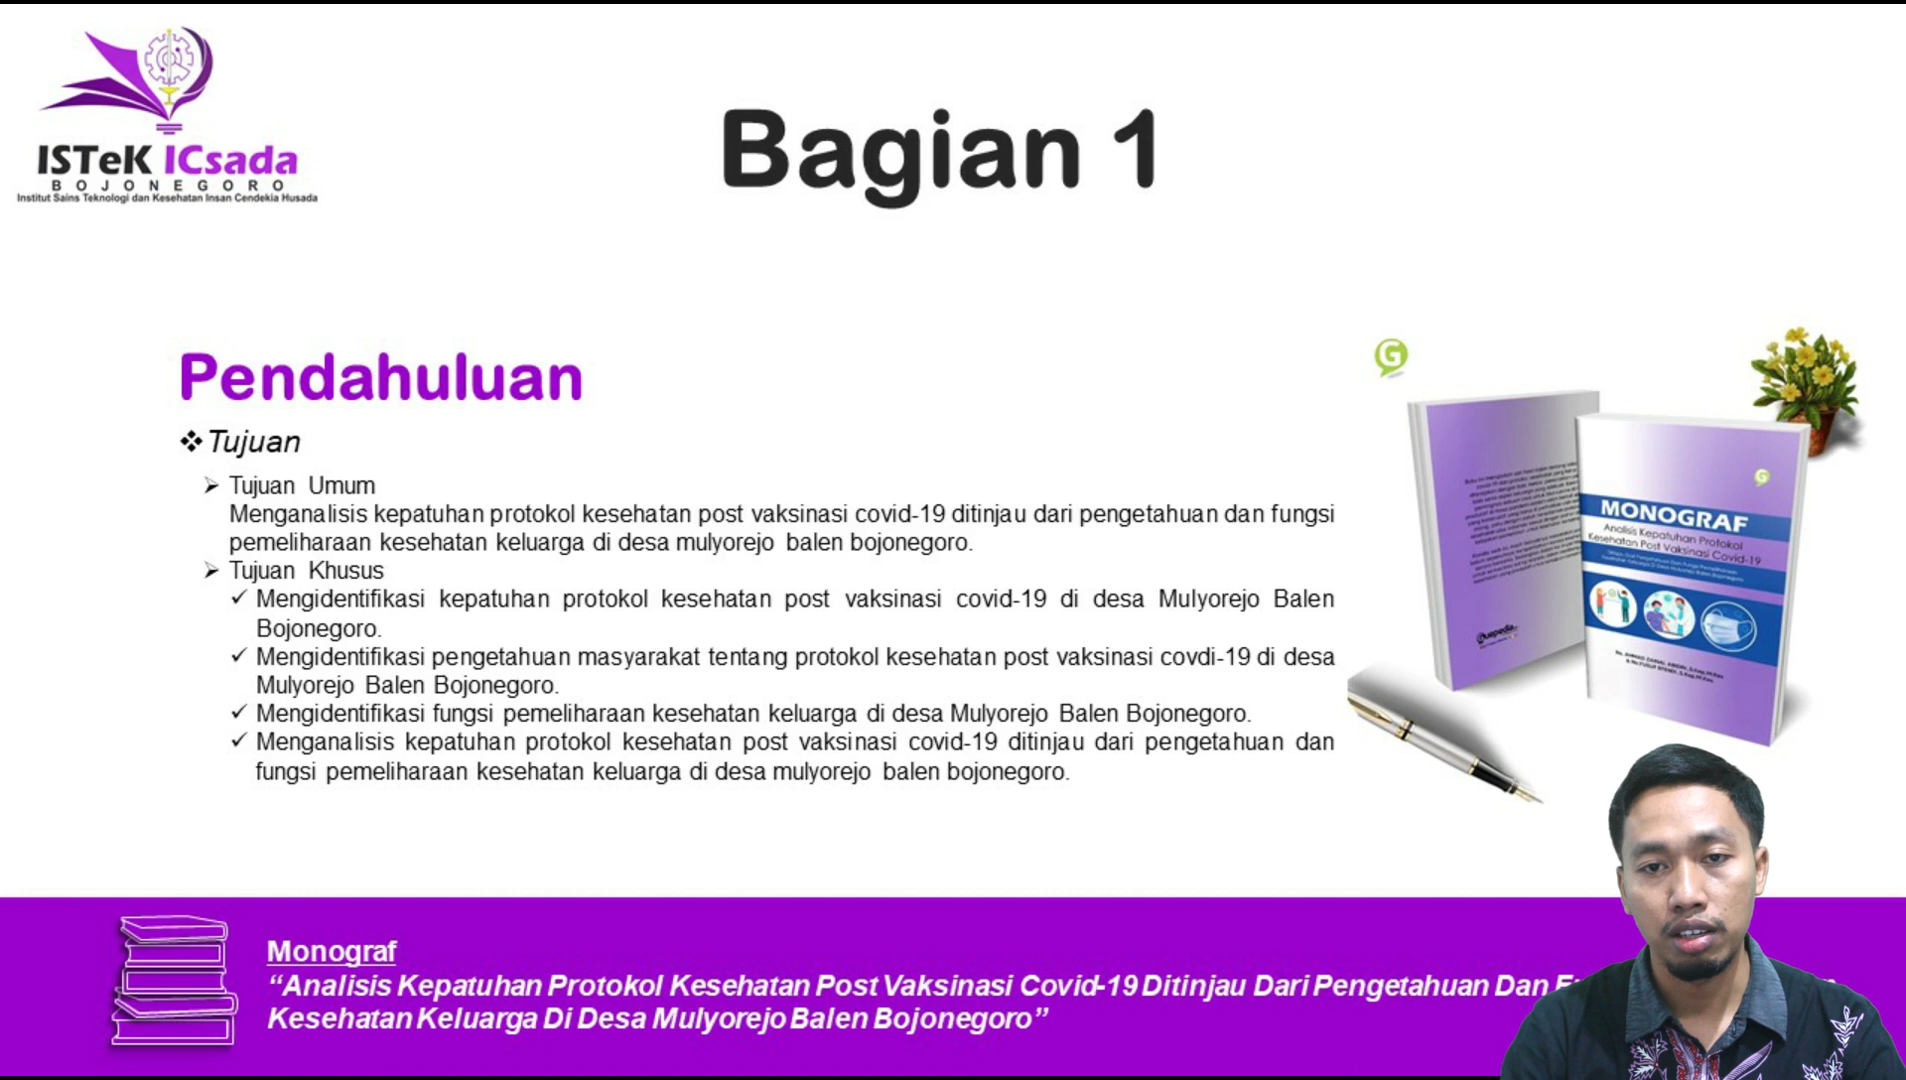 ISTeK ICsada
BOJONEGORO
Institut Sains Teknologi dan Kesehatan Insan Cendekia Husada
Bagian 1
Pendahuluan
Tujuan
Tujuan Umum
Menganalisis kepatuhan protokol kesehatan post vaksinasi covid-19 ditinjau dari pengetahuan dan fungsi
pemeliharaan kesehatan keluarga di desa mulyorejo balen bojonegoro.
Tujuan Khusus
Mengidentifikasi kepatuhan protokol kesehatan post vaksinasi covid-19 di desa Mulyorejo Balen
Bojonegoro.
Mengidentifikasi pengetahuan masyarakat tentang protokol kesehatan post vaksinasi covdi-19 di desa
Mulyorejo Balen Bojonegoro.
Mengidentifikasi fungsi pemeliharaan kesehatan keluarga di desa Mulyorejo Balen Bojonegoro.
Menganalisis kepatuhan protokol kesehatan post vaksinasi covid-19 ditinjau dari pengetahuan dan
fungsi pemeliharaan kesehatan keluarga di desa mulyorejo balen bojonegoro.
G
guepedia
G
MONOGRAF
Analisis Kepatuhan Protokol
Kesehatan Post Vaksinasi Covid-19
Monograf
“Analisis Kepatuhan Protokol Kesehatan Post Vaksinasi Covid-19 Ditinjau Dari Pengetahuan Dan
Kesehatan Keluarga Di Desa Mulyorejo Balen Bojonegoro”